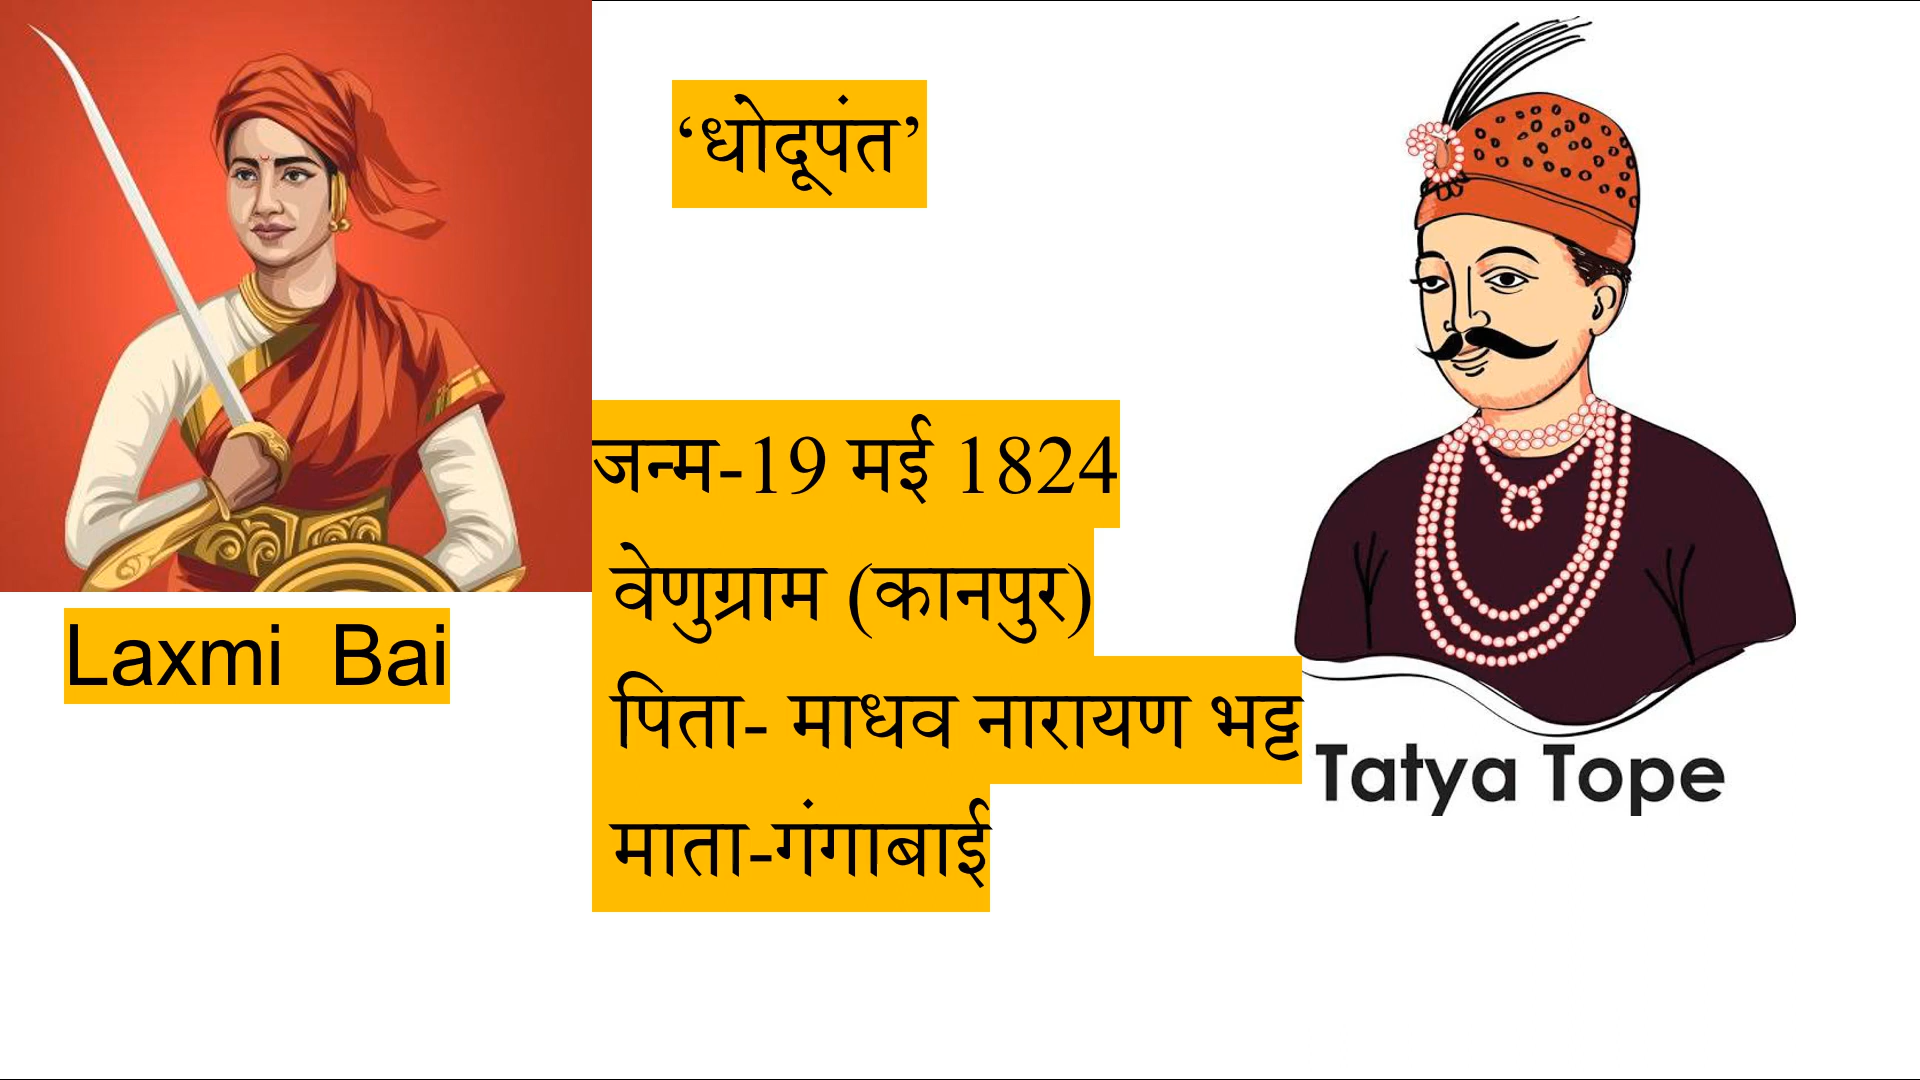 ‘धोदूपंत’
जन्म-19 मई 1824
वेणुग्राम (कानपुर)
पिता- माधव नारायण भट्ट
माता-गंगाबाई
Laxmi Bai
Tatya Tope